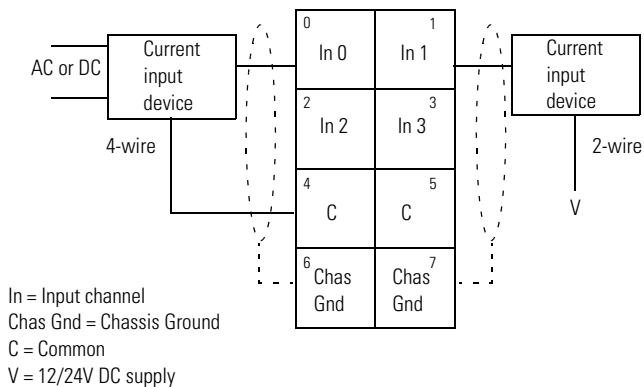 AC or DC
Current
input
device
4-wire
0
In 0
1
In 1
2
In 2
3
In 3
4
C
5
C
6
Chas
Gnd
7
Chas
Gnd
Current
input
device
2-wire
V
In = Input channel
Chas Gnd = Chassis Ground
C = Common
V = 12/24V DC supply